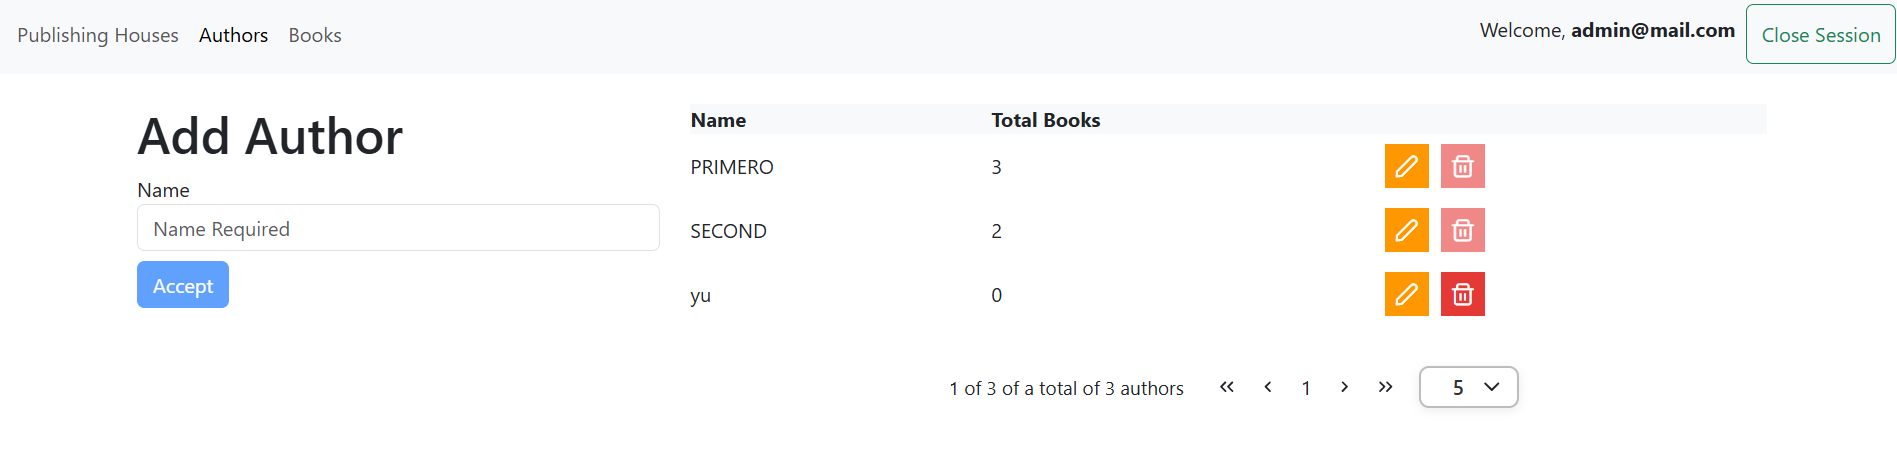 Publishing Houses Authors Books Welcome, admin@mail.com Close Session
Add Author
Name
Name Required
Accept
Name Total Books
PRIMERO 3
SECOND 2
yu 0
1 of 3 of a total of 3 authors « ‹ 1 › » 5